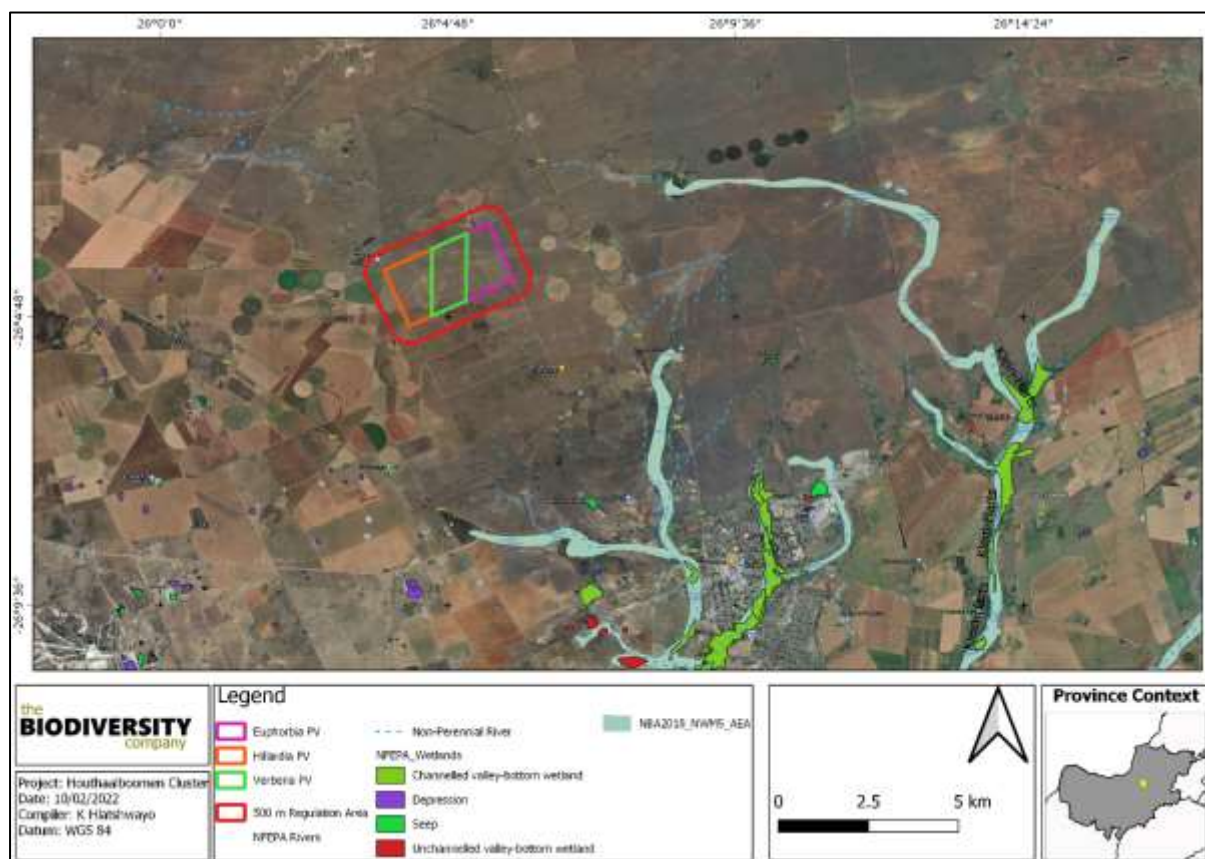 26°0'0"
26°4'48"
26°9'36"
26°14'24"
-26°4'48"
-26°9'36"
the
BIODIVERSITY
company
Project: Houthaalboomen Cluster
Date: 10/02/2022
Compiler: K Hlatshwayo
Datum: WGS 84
Legend
Euphorbia PV
Hillardia PV
Verbena PV
500 m Regulation Area
NFEPA Rivers
Non-Perennial River
NFEPA_Wetlands
Channelled valley-bottom wetland
Depression
Seep
Unchannelled valley-bottom wetland
NBA2018_NWM5_AEA
0
2.5
5 km
Province Context